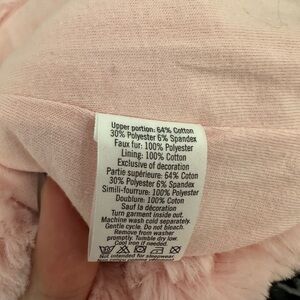 Upper portion: 64% Cotton
30% Polyester 6% Spandex
Faux fur: 100% Polyester
Lining: 100% Cotton
Exclusive of decoration
Partie supérieure: 64% Coton
30% Polyester 6% Spandex
Simili-fourrure: 100% Polyester
Doublure: 100% Coton
Sauf la décoration
Turn garment inside out.
Machine wash cold separately.
Gentle cycle. Do not bleach.
Remove from washer
promptly. Tumble dry low.
Cool iron if needed.
Not intended for sleepwear.